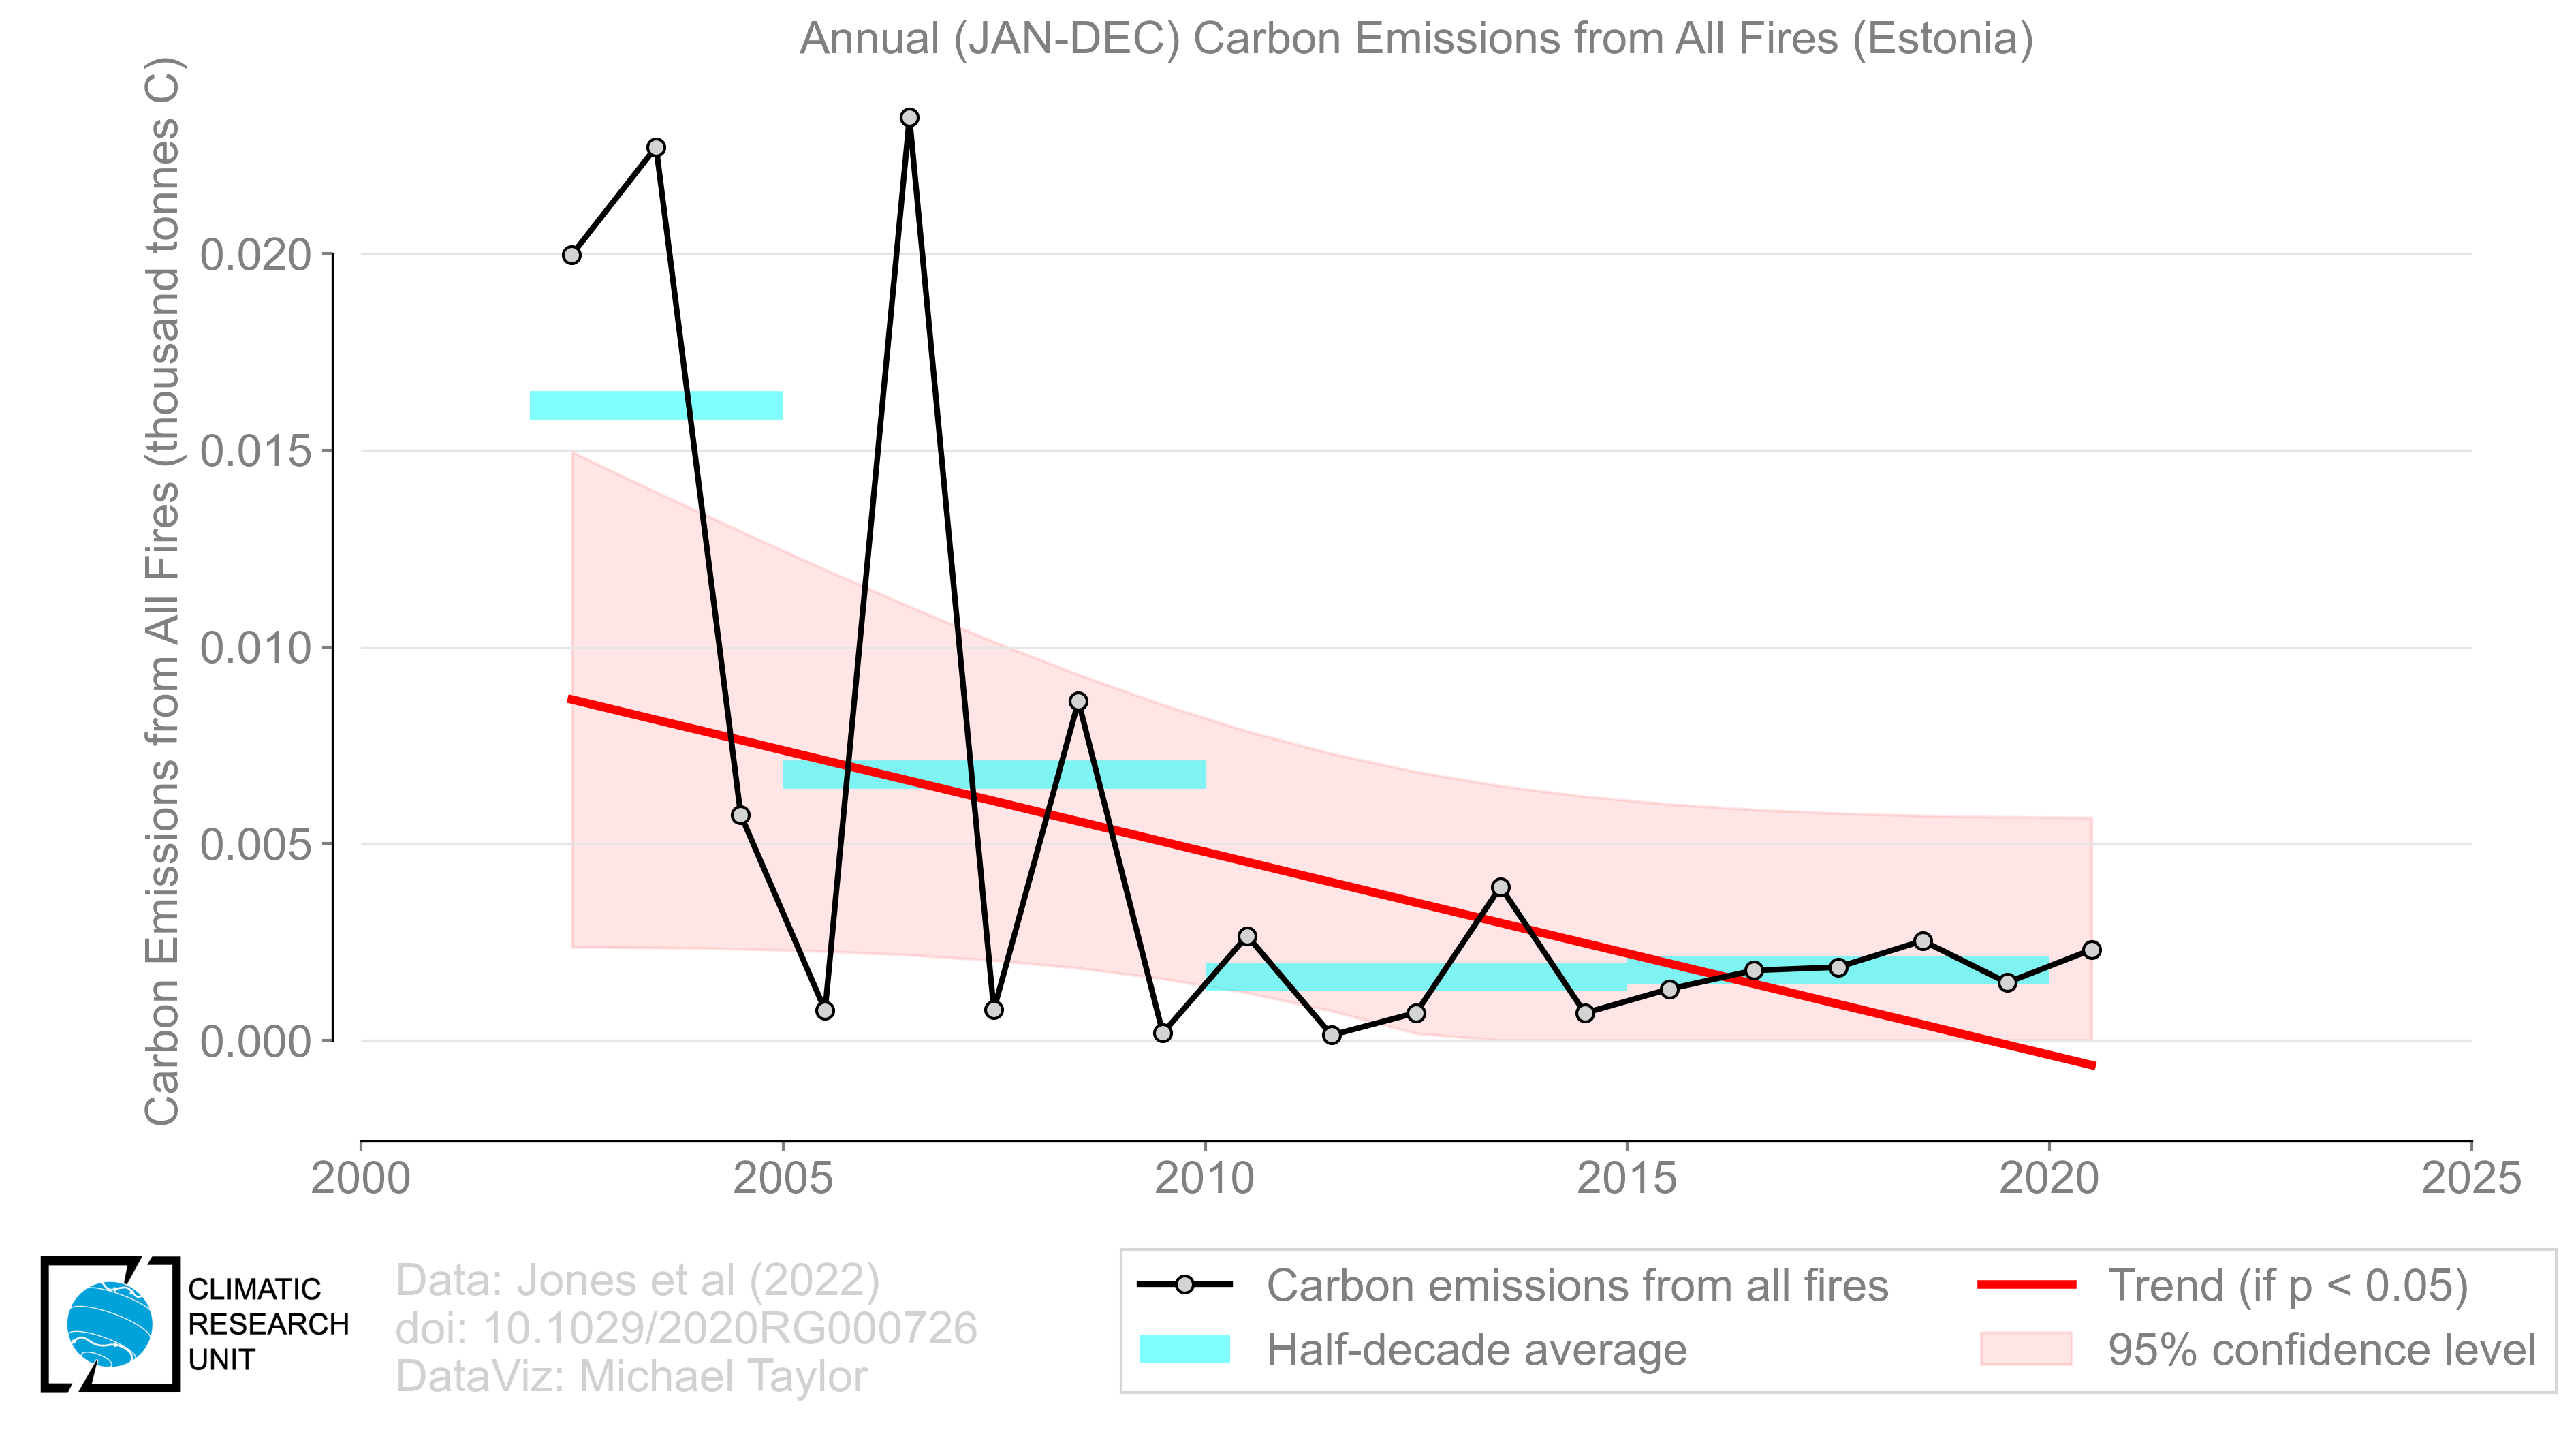 Annual (JAN-DEC) Carbon Emissions from All Fires (Estonia)
Carbon Emissions from All Fires (thousand tonnes C)
0.020
0.015
0.010
0.005
0.000
2000 2005 2010 2015 2020 2025
CLIMATIC
RESEARCH
UNIT
Data: Jones et al (2022)
doi: 10.1029/2020RG000726
DataViz: Michael Taylor
Carbon emissions from all fires
Half-decade average
Trend (if p < 0.05)
95% confidence level